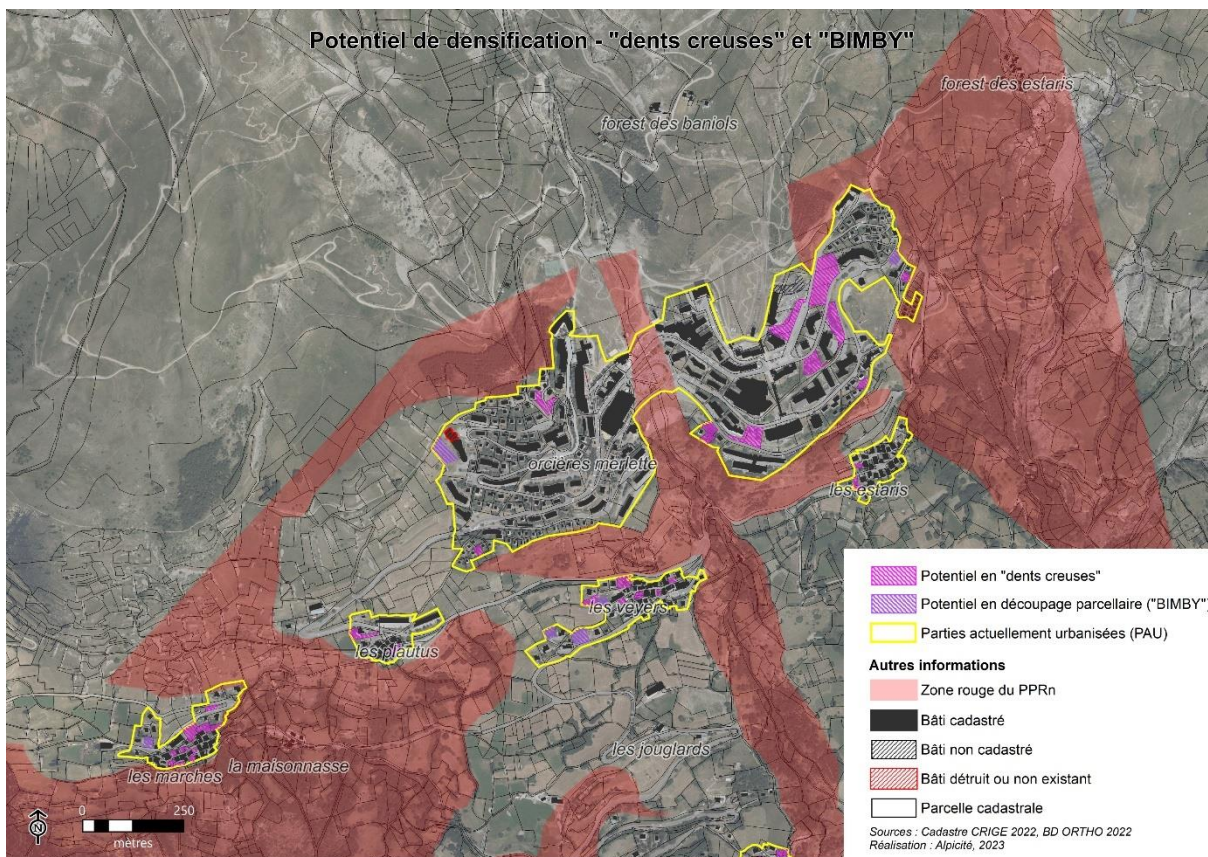 Potentiel de densification - "dents creuses" et "BIMBY"
forest des estaris
forest des baniols
orcières merlette
les estaris
les veyers
les plautus
les jouglards
les marches
la maisonnasse
0 250
mètres
N
Potentiel en "dents creuses"
Potentiel en découpage parcellaire ("BIMBY")
Parties actuellement urbanisées (PAU)
Autres informations
Zone rouge du PPRn
Bâti cadastré
Bâti non cadastré
Bâti détruit ou non existant
Parcelle cadastrale
Sources : Cadastre CRIGE 2022, BD ORTHO 2022
Réalisation : Alpicité, 2023